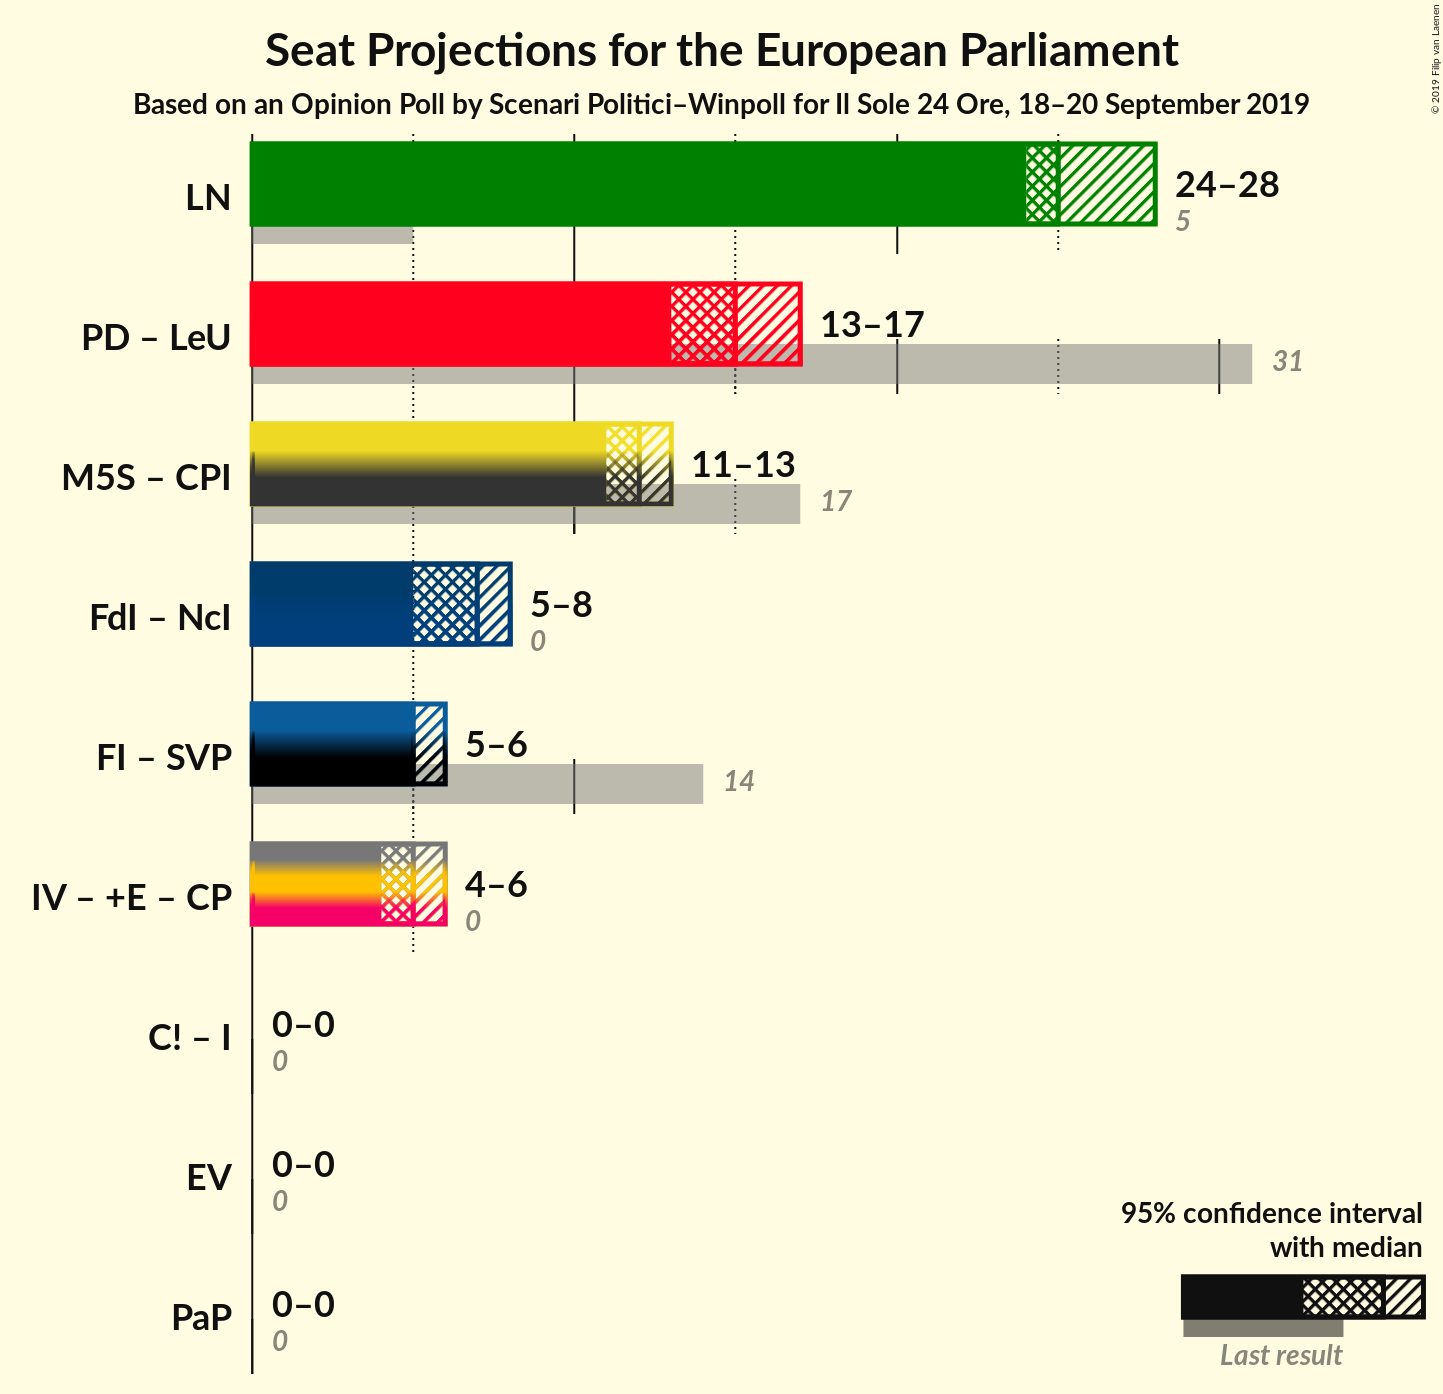 Seat Projections for the European Parliament
Based on an Opinion Poll by Scenari Politici–Winpoll for Il Sole 24 Ore, 18–20 September 2019
© 2019 Filip van Laenen
LN
24–28
5
PD – LeU
13–17
31
M5S – CPI
11–13
17
FdI – NcI
5–8
0
FI – SVP
5–6
14
IV – +E – CP
4–6
0
C! – I
0–0
0
EV
0–0
0
PaP
0–0
0
95% confidence interval
with median
Last result